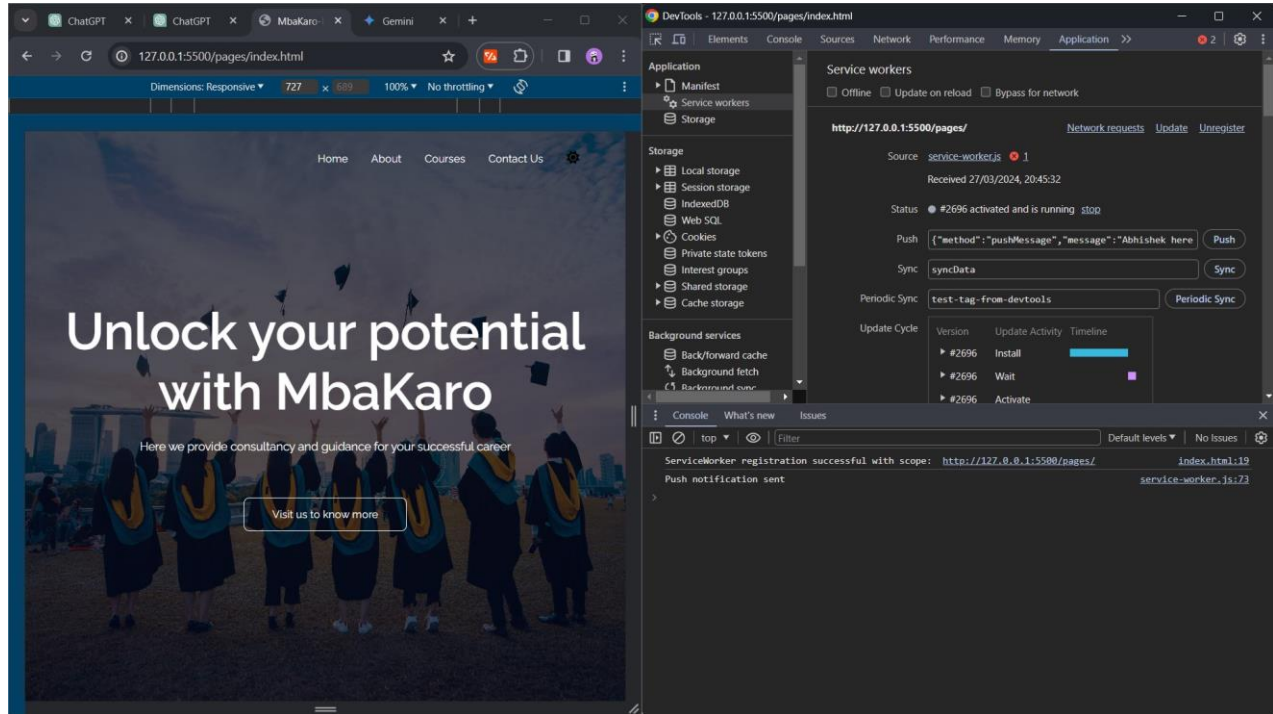 ChatGPT
ChatGPT
MbaKaro-
Gemini
127.0.0.1:5500/pages/index.html
Dimensions: Responsive
727 × 689
100%
No throttling
Home About Courses Contact Us
Unlock your potential
with MbaKaro
Here we provide consultancy and guidance for your successful career
Visit us to know more
DevTools - 127.0.0.1:5500/pages/index.html
Elements Console Sources Network Performance Memory Application 2
Application
Manifest
Service workers
Storage
Storage
Local storage
Session storage
IndexedDB
Web SQL
Cookies
Private state tokens
Interest groups
Shared storage
Cache storage
Background services
Back/forward cache
Background fetch
Background sync
Service workers
Offline Update on reload Bypass for network
http://127.0.0.1:5500/pages/ Network requests Update Unregister
Source service-worker.js 1
Received 27/03/2024, 20:45:32
Status #2696 activated and is running stop
Push {"method":"pushMessage","message":"Abhishek here Push
Sync syncData Sync
Periodic Sync test-tag-from-devtools Periodic Sync
Update Cycle Version Update Activity Timeline
#2696 Install
#2696 Wait
#2696 Activate
Console What's new Issues
top Filter Default levels No Issues
ServiceWorker registration successful with scope: http://127.0.0.1:5500/pages/ index.html:19
Push notification sent service-worker.js:73